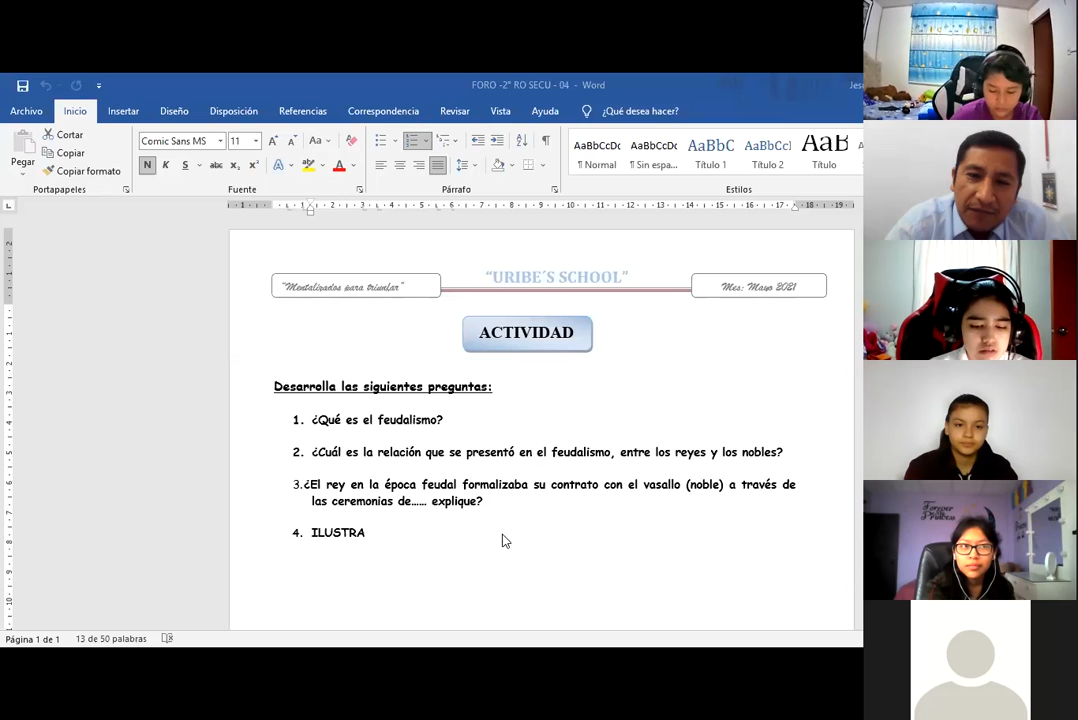 FORO -2° RO SECU - 04 - Word
Archivo Inicio Insertar Diseño Disposición Referencias Correspondencia Revisar Vista Ayuda ¿Qué desea hacer?
Pegar
Cortar
Copiar
Copiar formato
Portapapeles
Comic Sans MS 11
Fuente
Párrafo
AaBbCcDc AaBbCcDc AaBbC AaBbCcl AaB
¶ Normal ¶ Sin espa... Título 1 Título 2 Título
Estilos
"Mentalizados para triunfar"
"URIBE´S SCHOOL"
Mes: Mayo 2021
ACTIVIDAD
Desarrolla las siguientes preguntas:
1. ¿Qué es el feudalismo?
2. ¿Cuál es la relación que se presentó en el feudalismo, entre los reyes y los nobles?
3.¿El rey en la época feudal formalizaba su contrato con el vasallo (noble) a través de
las ceremonias de…… explique?
4. ILUSTRA
Página 1 de 1 13 de 50 palabras
Forever